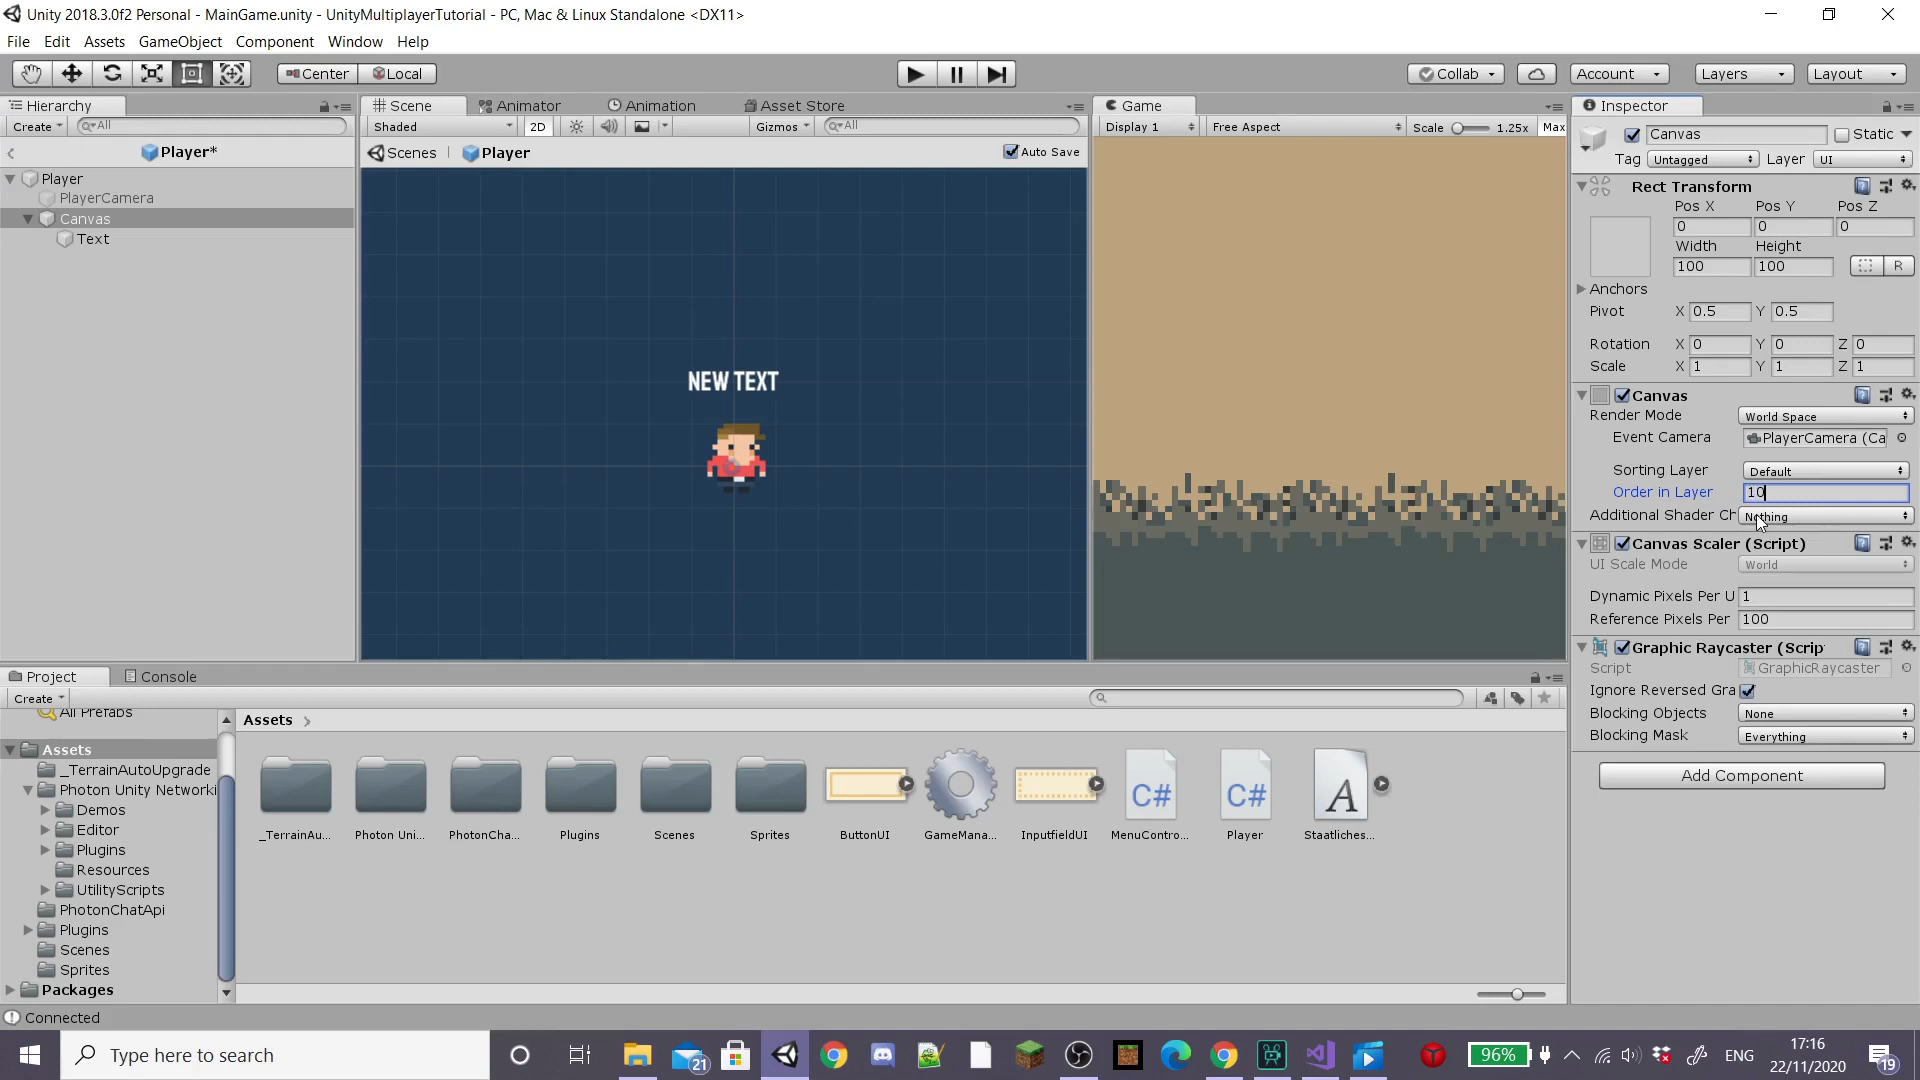 Unity 2018.3.0f2 Personal - MainGame.unity - UnityMultiplayerTutorial - PC, Mac & Linux Standalone <DX11>
File Edit Assets GameObject Component Window Help
Center Local Collab Account Layers Layout
Hierarchy
Create All
Player*
Player
PlayerCamera
Canvas
Text
Scene Animator Animation Asset Store
Shaded 2D Gizmos All
Scenes Player Auto Save
NEW TEXT
Game
Display 1 Free Aspect Scale 1.25x Max
Inspector
Canvas Static
Tag Untagged Layer UI
Rect Transform
Pos X Pos Y Pos Z
0 0 0
Width Height
100 100 R
Anchors
Pivot X 0.5 Y 0.5
Rotation X 0 Y 0 Z 0
Scale X 1 Y 1 Z 1
Canvas
Render Mode World Space
Event Camera PlayerCamera (Ca
Sorting Layer Default
Order in Layer 10
Additional Shader Ch Nothing
Canvas Scaler (Script)
UI Scale Mode World
Dynamic Pixels Per U 1
Reference Pixels Per 100
Graphic Raycaster (Scrip
Script GraphicRaycaster
Ignore Reversed Gra
Blocking Objects None
Blocking Mask Everything
Add Component
Project Console
Create
All Prefabs
Assets
_TerrainAutoUpgrade
Photon Unity Networki
Demos
Editor
Plugins
Resources
UtilityScripts
PhotonChatApi
Plugins
Scenes
Sprites
Packages
Assets
_TerrainAu... Photon Uni... PhotonCha... Plugins Scenes Sprites ButtonUI GameMana... InputfieldUI MenuContro... Player Staatliches...
C# C# A
Connected
Type here to search
21
96%
ENG
17:16
22/11/2020
19